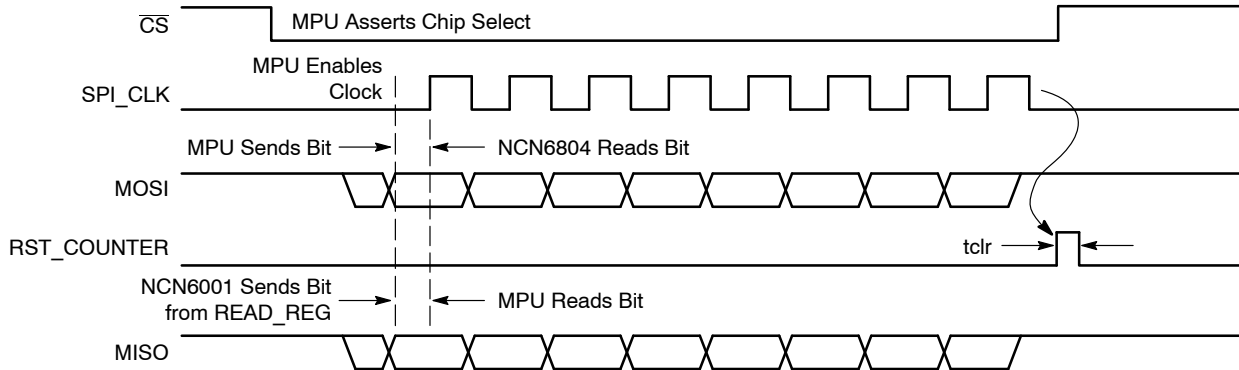 CS
MPU Asserts Chip Select
MPU Enables
Clock
SPI_CLK
MPU Sends Bit
NCN6804 Reads Bit
MOSI
RST_COUNTER
tclr
NCN6001 Sends Bit
from READ_REG
MPU Reads Bit
MISO